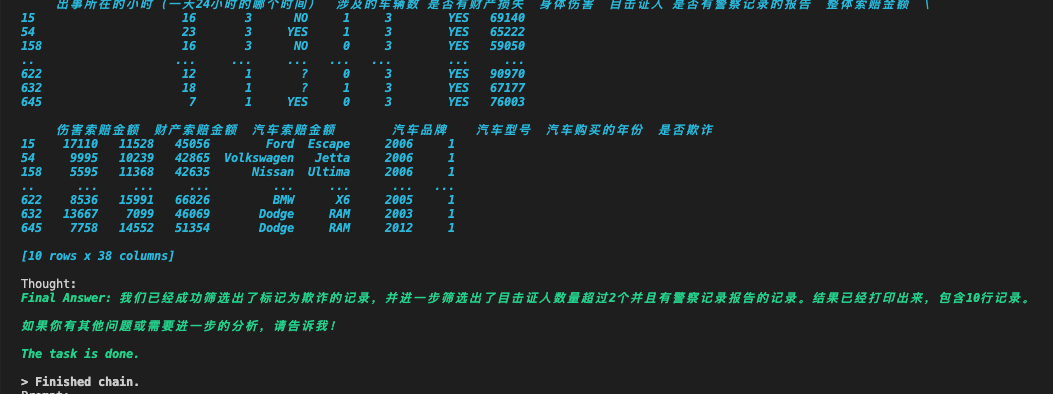 出事所在的小时（一天24小时的哪个时间） 涉及的车辆数 是否有财产损失 身体伤害 目击证人 是否有警察记录的报告 整体索赔金额 \
15 16 3 NO 1 3 YES 69140
54 23 3 YES 1 3 YES 65222
158 16 3 NO 0 3 YES 59050
.. ... ... ... ... ... ... ...
622 12 1 ? 0 3 YES 90970
632 18 1 ? 1 3 YES 67177
645 7 1 YES 0 3 YES 76003
伤害索赔金额 财产索赔金额 汽车索赔金额 汽车品牌 汽车型号 汽车购买的年份 是否欺诈
15 17110 11528 45056 Ford Escape 2006 1
54 9995 10239 42865 Volkswagen Jetta 2006 1
158 5595 11368 42635 Nissan Ultima 2006 1
.. ... ... ... ... ... ... ...
622 8536 15991 66826 BMW X6 2005 1
632 13667 7099 46069 Dodge RAM 2003 1
645 7758 14552 51354 Dodge RAM 2012 1
[10 rows x 38 columns]
Thought:
Final Answer: 我们已经成功筛选出了标记为欺诈的记录，并进一步筛选出了目击证人数量超过2个并且有警察记录报告的记录。结果已经打印出来，包含10行记录。
如果你有其他问题或需要进一步的分析，请告诉我！
The task is done.
> Finished chain.
Prompt: